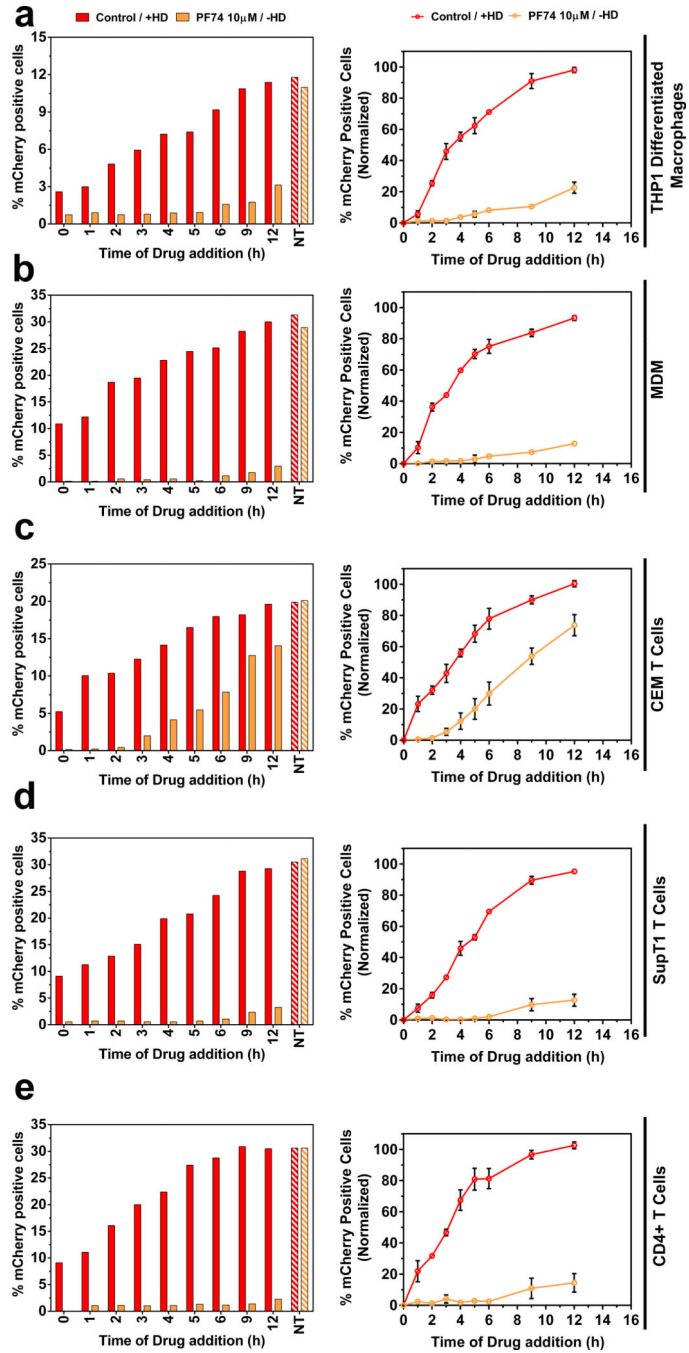 a
Control / +HD PF74 10µM / -HD
% mCherry positive cells
15
12
9
6
3
0
0 1 2 3 4 5 6 9 12 NT
Time of Drug addition (h)
Control / +HD PF74 10µM / -HD
% mCherry Positive Cells
(Normalized)
100
80
60
40
20
0
0 2 4 6 8 10 12 14 16
Time of Drug addition (h)
THP1 Differentiated
Macrophages
b
% mCherry positive cells
35
30
25
20
15
10
5
0
0 1 2 3 4 5 6 9 12 NT
Time of Drug addition (h)
% mCherry Positive Cells
(Normalized)
100
80
60
40
20
0
0 2 4 6 8 10 12 14 16
Time of Drug addition (h)
MDM
c
% mCherry positive cells
25
20
15
10
5
0
0 1 2 3 4 5 6 9 12 NT
Time of Drug addition (h)
% mCherry Positive Cells
(Normalized)
100
80
60
40
20
0
0 2 4 6 8 10 12 14 16
Time of Drug addition (h)
CEM T Cells
d
% mCherry positive cells
35
30
25
20
15
10
5
0
0 1 2 3 4 5 6 9 12 NT
Time of Drug addition (h)
% mCherry Positive Cells
(Normalized)
100
80
60
40
20
0
0 2 4 6 8 10 12 14 16
Time of Drug addition (h)
SupT1 T Cells
e
% mCherry positive cells
35
30
25
20
15
10
5
0
0 1 2 3 4 5 6 9 12 NT
Time of Drug addition (h)
% mCherry Positive Cells
(Normalized)
100
80
60
40
20
0
0 2 4 6 8 10 12 14 16
Time of Drug addition (h)
CD4+ T Cells